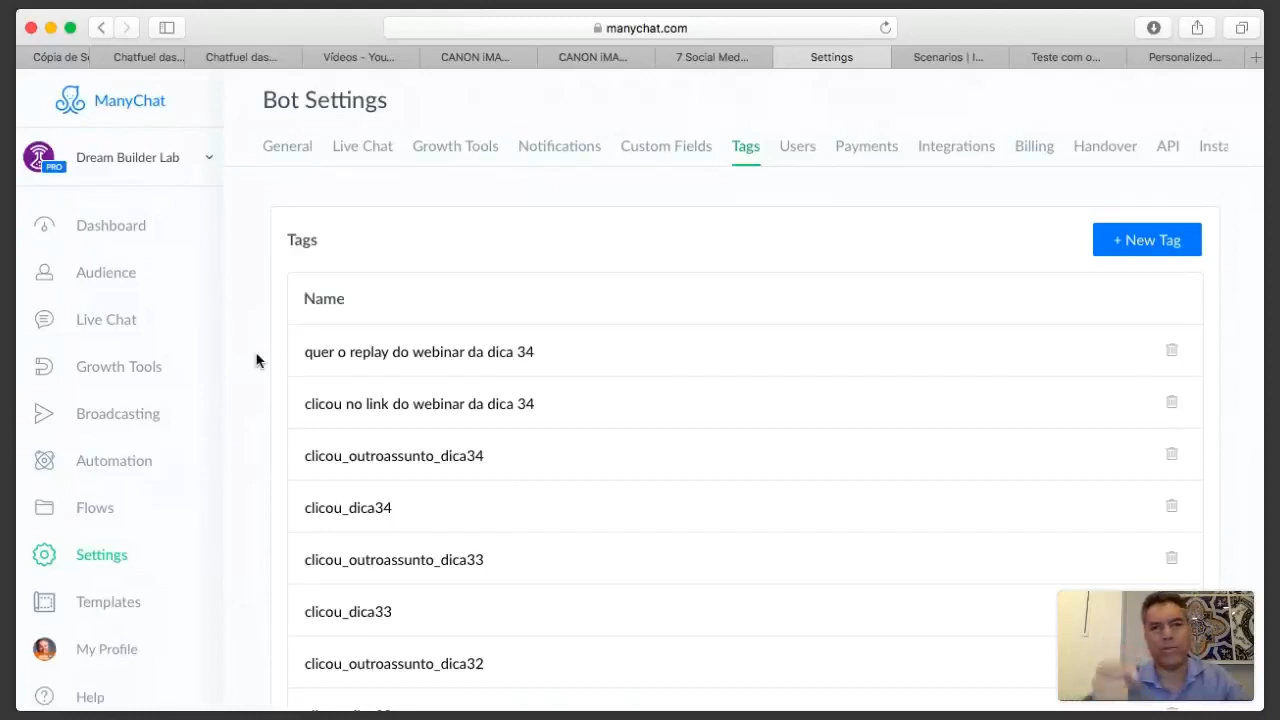 manychat.com
Cópia de Se
Chatfuel das...
Chatfuel das...
Vídeos - You...
CANON iMA...
CANON iMA...
7 Social Med...
Settings
Scenarios | I...
Teste com o...
Personalized...
ManyChat
Bot Settings
General Live Chat Growth Tools Notifications Custom Fields Tags Users Payments Integrations Billing Handover API Insta
PRO
Dream Builder Lab
Dashboard
Audience
Live Chat
Growth Tools
Broadcasting
Automation
Flows
Settings
Templates
My Profile
Help
Tags
+ New Tag
Name
quer o replay do webinar da dica 34
clicou no link do webinar da dica 34
clicou_outroassunto_dica34
clicou_dica34
clicou_outroassunto_dica33
clicou_dica33
clicou_outroassunto_dica32